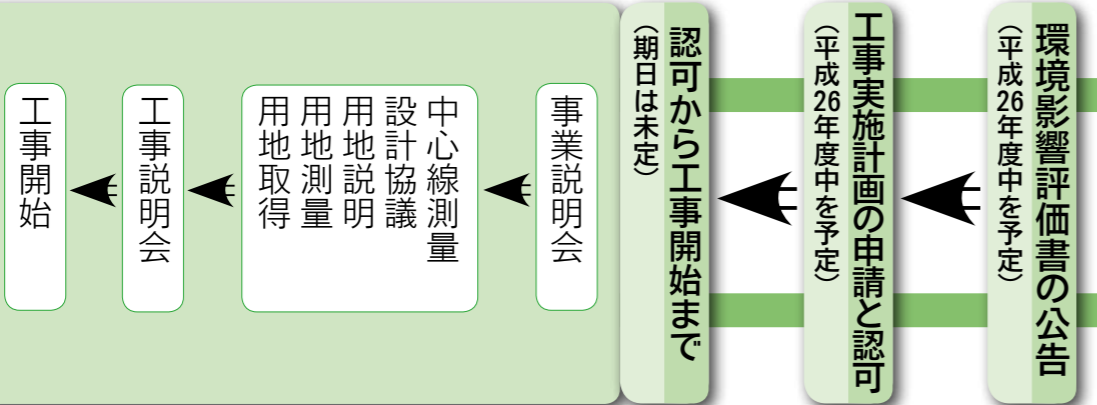 環境影響評価書の公告
(平成26年度中を予定)
工事実施計画の申請と認可
(平成26年度中を予定)
認可から工事開始まで
(期日は未定)
事業説明会
中心線測量
設計協議
用地説明
用地測量
用地取得
工事説明会
工事開始